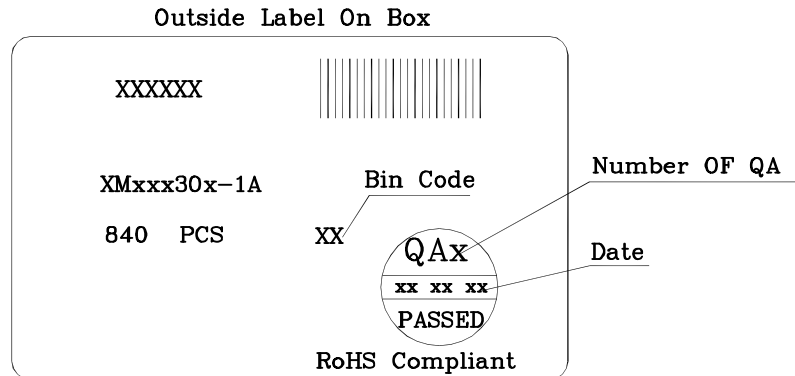 Outside Label On Box
XXXXXX
XMxxx30x-1A
Bin Code
Number OF QA
840 PCS
XX
QAx
Date
xx xx xx
PASSED
RoHS Compliant